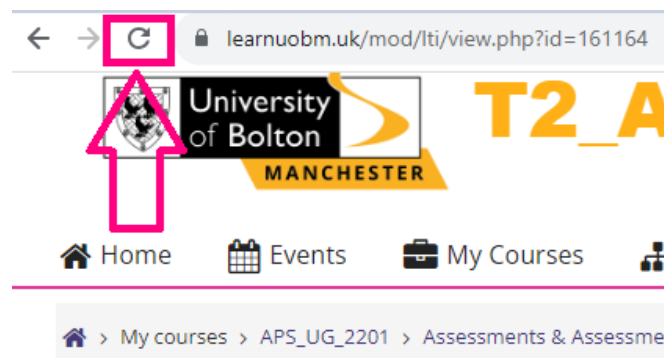 learnuobm.uk/mod/lti/view.php?id=161164
University T2_A
of Bolton
MANCHESTER
Home Events My Courses
> My courses > APS_UG_2201 > Assessments & Assessme